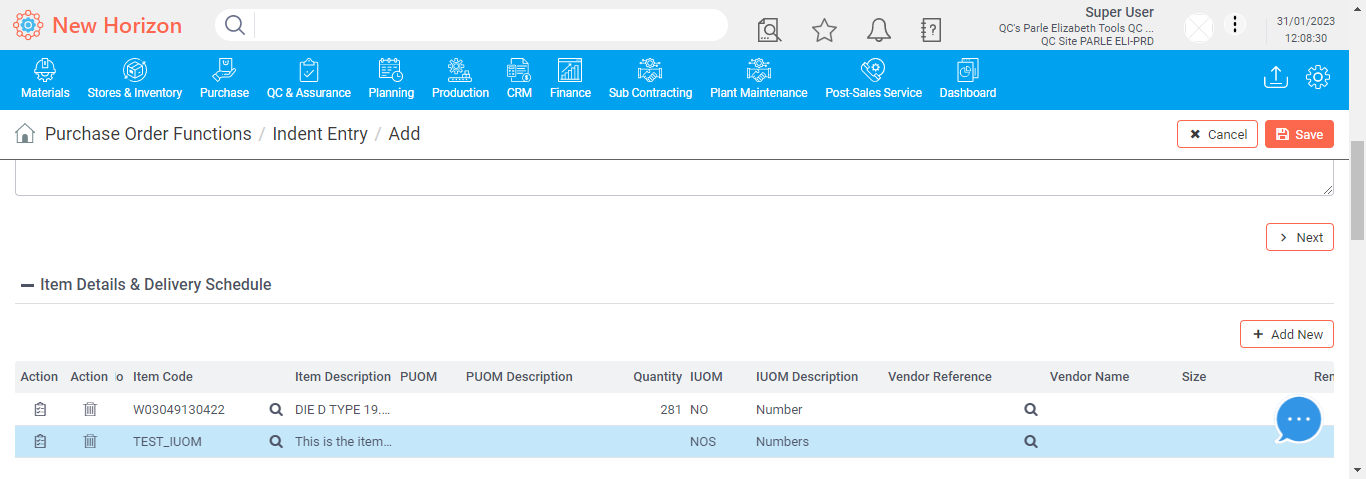 New Horizon
Super User
QC's Parle Elizabeth Tools QC ...
QC Site PARLE ELI-PRD
31/01/2023
12:08:30
Materials
Stores & Inventory
Purchase
QC & Assurance
Planning
Production
CRM
Finance
Sub Contracting
Plant Maintenance
Post-Sales Service
Dashboard
Purchase Order Functions / Indent Entry / Add
Cancel
Save
Next
Item Details & Delivery Schedule
Add New
Action Action Item Code Item Description PUOM PUOM Description Quantity IUOM IUOM Description Vendor Reference Vendor Name Size
W03049130422 DIE D TYPE 19.... 281 NO Number
TEST_IUOM This is the item... NOS Numbers